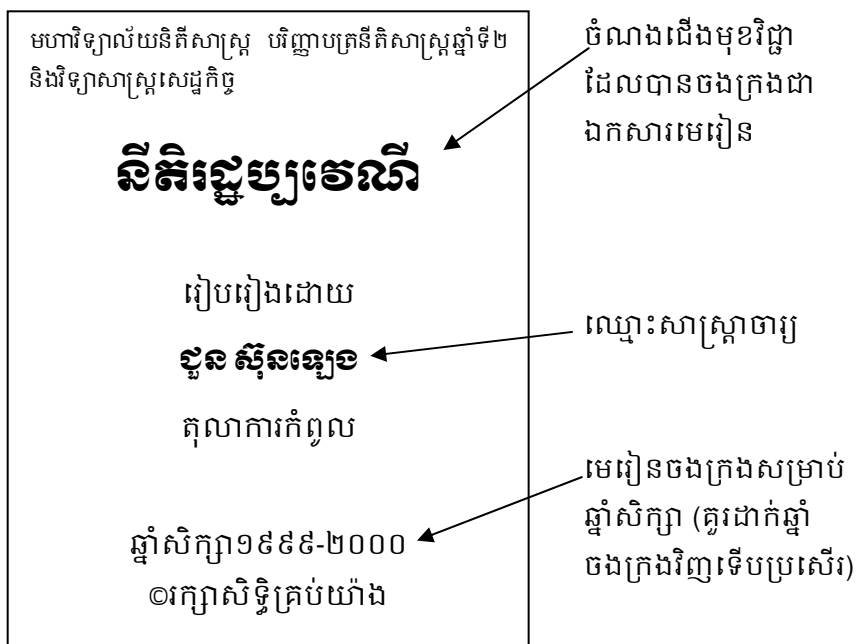 មហាវិទ្យាល័យនិតីសាស្ត្រ បរិញ្ញាបត្រនីតិសាស្ត្រឆ្នាំទី២
និងវិទ្យាសាស្ត្រសេដ្ឋកិច្ច
នីតិរដ្ឋប្បវេណី
រៀបរៀងដោយ
ជួន ស៊ុនឡេង
តុលាការកំពូល
ឆ្នាំសិក្សា១៩៩៩-២០០០
©រក្សាសិទ្ធិគ្រប់យ៉ាង
ចំណងជើងមុខវិជ្ជា
ដែលបានចងក្រងជា
ឯកសារមេរៀន
ឈ្មោះសាស្ត្រាចារ្យ
មេរៀនចងក្រងសម្រាប់
ឆ្នាំសិក្សា (គួរដាក់ឆ្នាំ
ចងក្រងវិញទើបប្រសើរ)